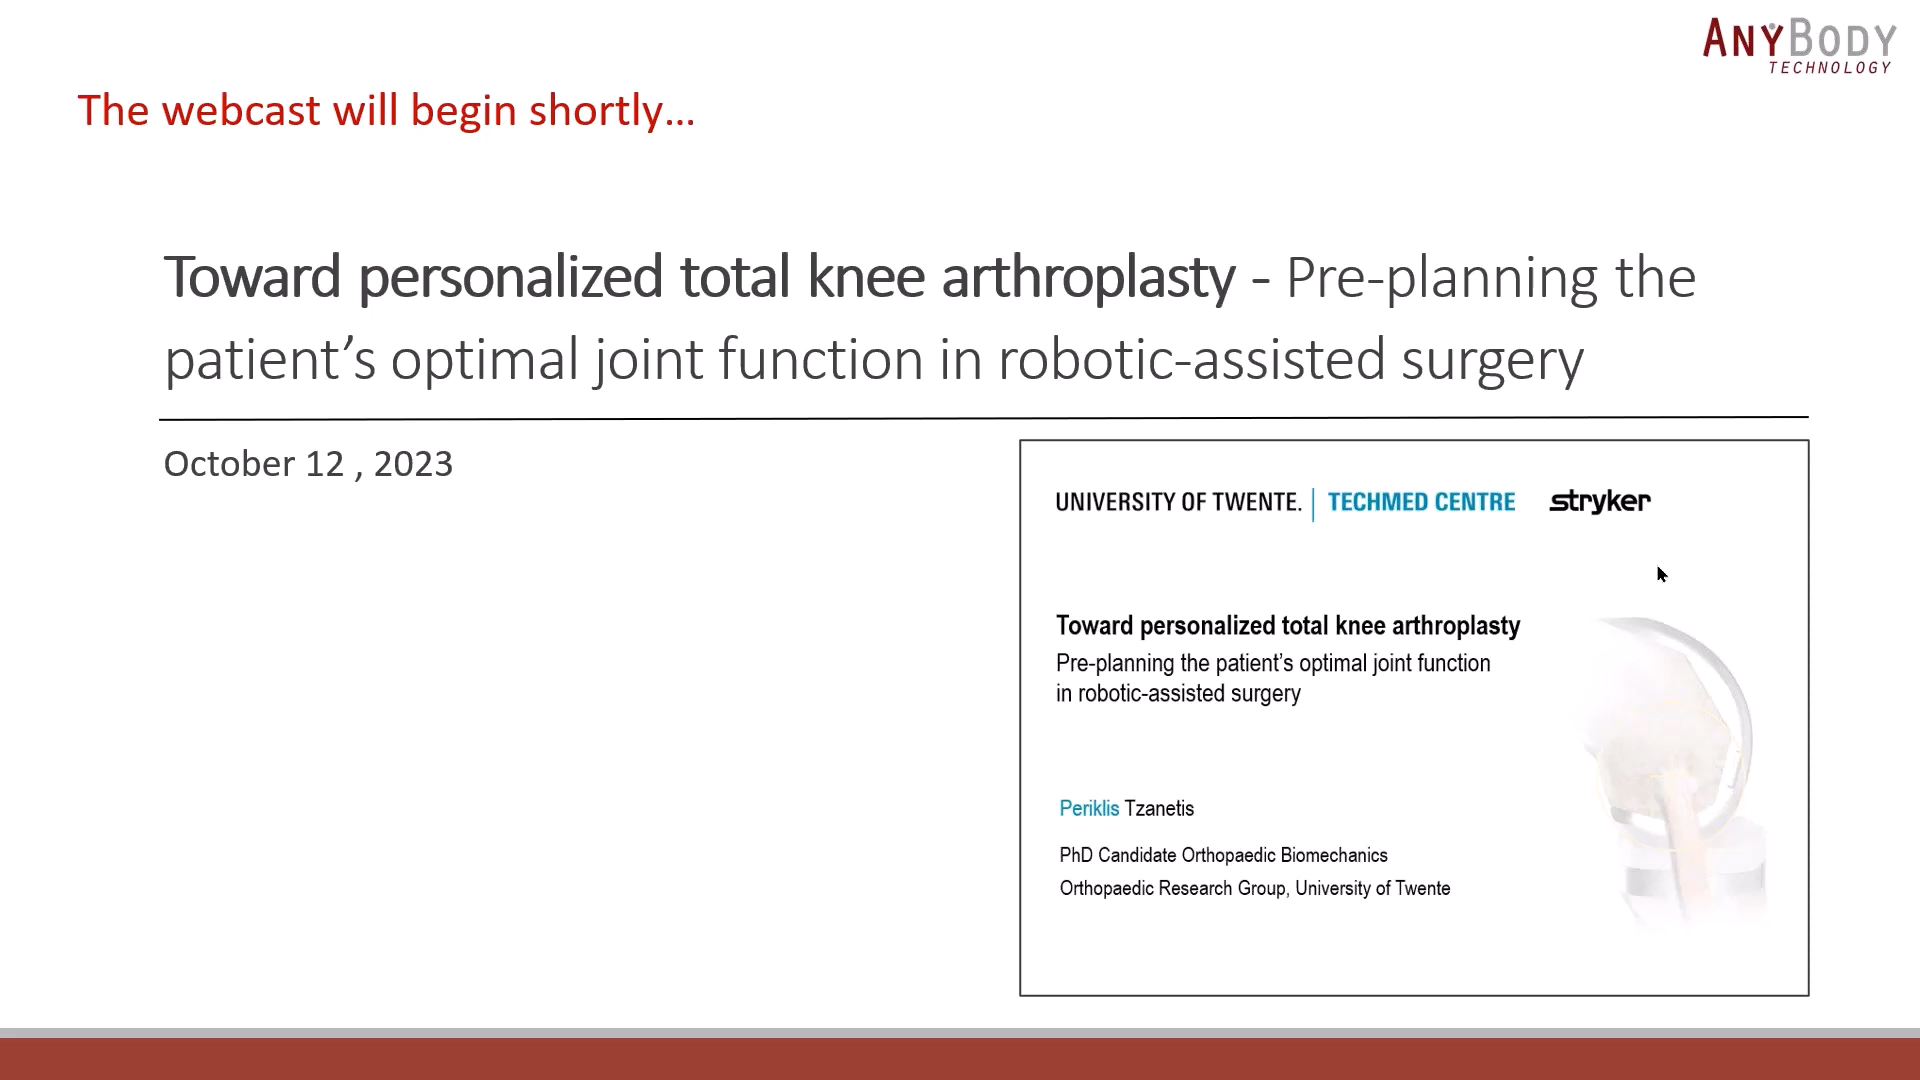 ANYBODY
TECHNOLOGY
The webcast will begin shortly…
Toward personalized total knee arthroplasty - Pre-planning the
patient’s optimal joint function in robotic-assisted surgery
October 12 , 2023
UNIVERSITY OF TWENTE. | TECHMED CENTRE stryker
Toward personalized total knee arthroplasty
Pre-planning the patient’s optimal joint function
in robotic-assisted surgery
Periklis Tzanetis
PhD Candidate Orthopaedic Biomechanics
Orthopaedic Research Group, University of Twente